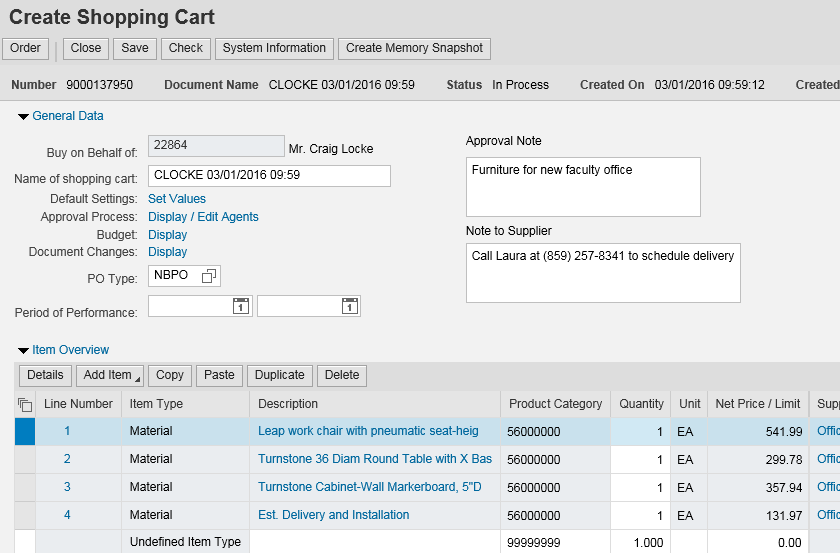 Create Shopping Cart
Order Close Save Check System Information Create Memory Snapshot
Number 9000137950 Document Name CLOCKE 03/01/2016 09:59 Status In Process Created On 03/01/2016 09:59:12 Created
General Data
Buy on Behalf of: 22864 Mr. Craig Locke
Name of shopping cart: CLOCKE 03/01/2016 09:59
Default Settings: Set Values
Approval Process: Display / Edit Agents
Budget: Display
Document Changes: Display
PO Type: NBPO
Period of Performance:
Approval Note
Furniture for new faculty office
Note to Supplier
Call Laura at (859) 257-8341 to schedule delivery
Item Overview
Details Add Item Copy Paste Duplicate Delete
Line Number Item Type Description Product Category Quantity Unit Net Price / Limit Supp
1 Material Leap work chair with pneumatic seat-heig 56000000 1 EA 541.99 Offic
2 Material Turnstone 36 Diam Round Table with X Bas 56000000 1 EA 299.78 Offic
3 Material Turnstone Cabinet-Wall Markerboard, 5"D 56000000 1 EA 357.94 Offic
4 Material Est. Delivery and Installation 56000000 1 EA 131.97 Offic
Undefined Item Type 99999999 1.000 0.00